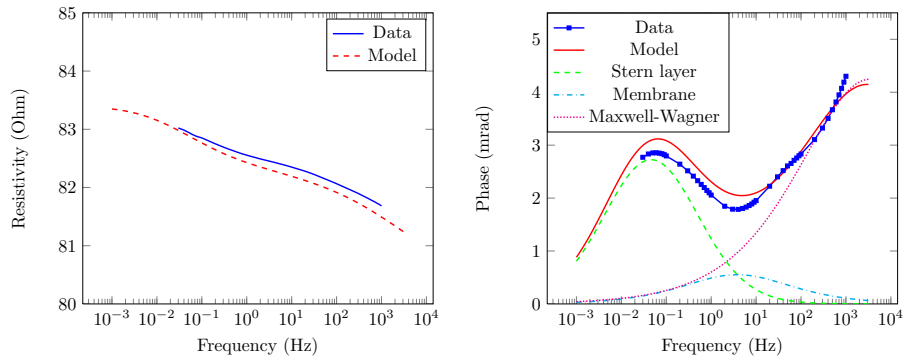 85
84
83
82
81
80
Resistivity (Ohm)
Data
Model
10⁻³ 10⁻² 10⁻¹ 10⁰ 10¹ 10² 10³ 10⁴
Frequency (Hz)
5
4
3
2
1
0
Phase (mrad)
Data
Model
Stern layer
Membrane
Maxwell-Wagner
10⁻³ 10⁻² 10⁻¹ 10⁰ 10¹ 10² 10³ 10⁴
Frequency (Hz)